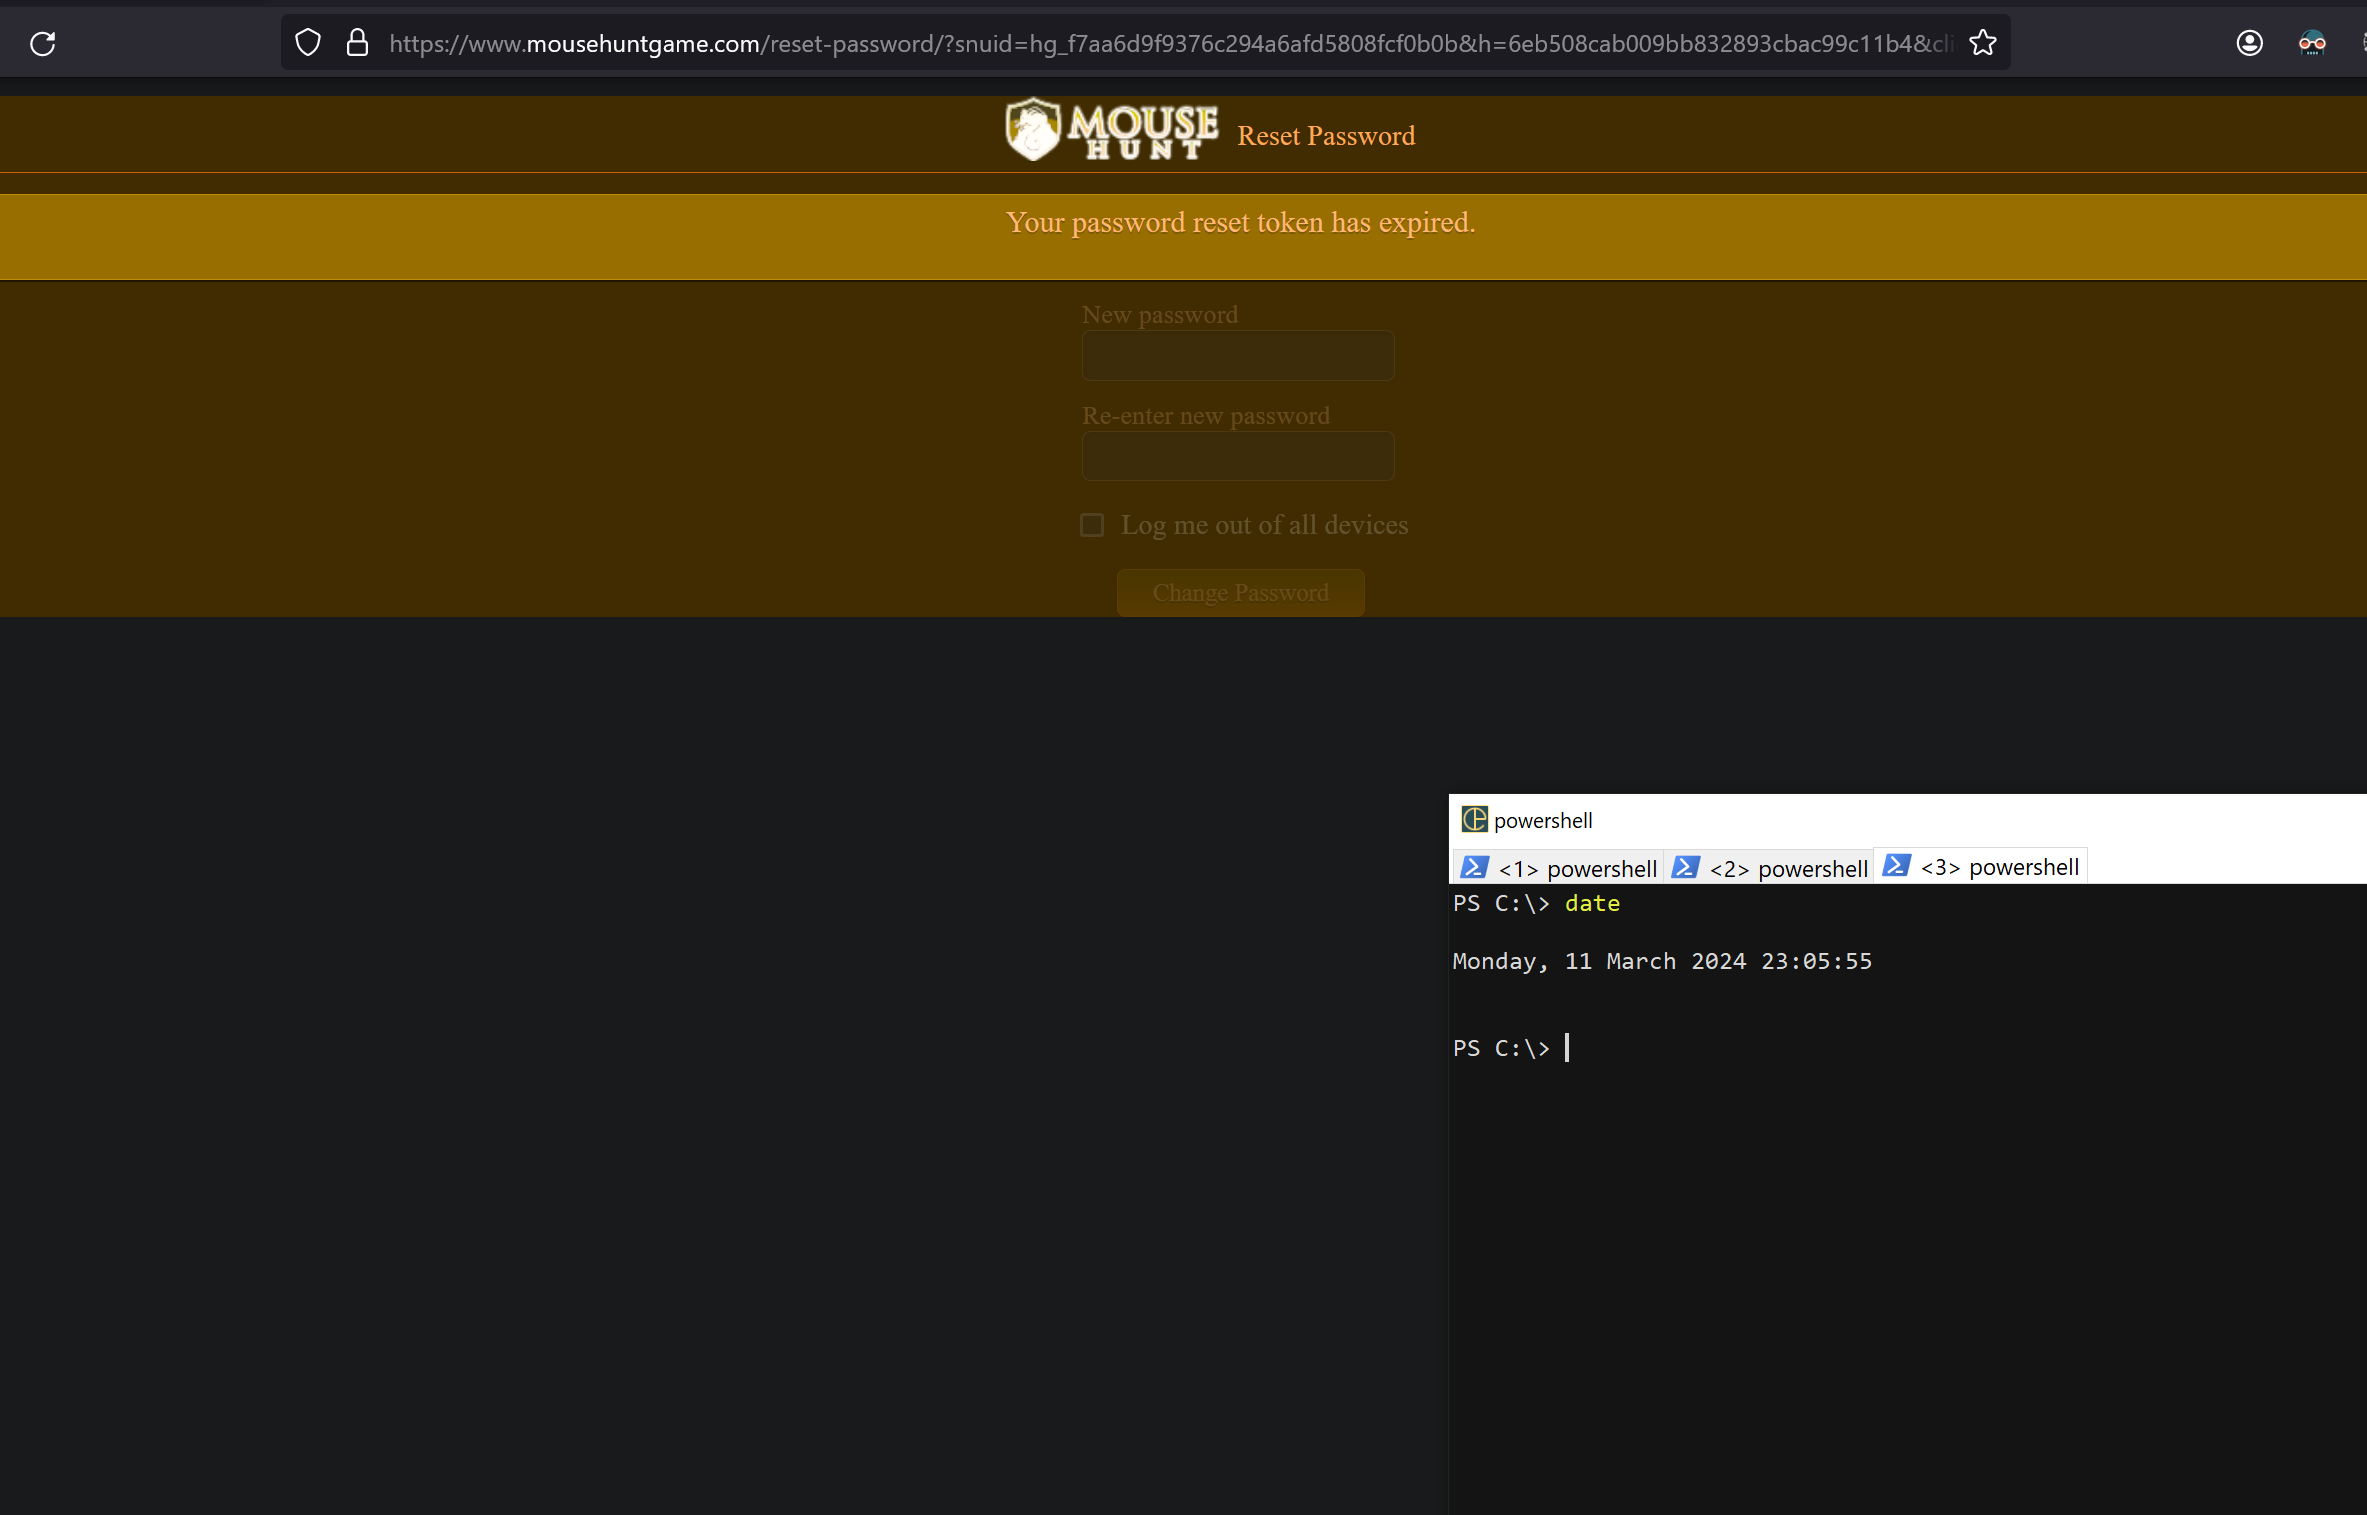 https://www.mousehuntgame.com/reset-password/?snuid=hg_f7aa6d9f9376c294a6afd5808fcf0b0b&h=6eb508cab009bb832893cbac99c11b4&cli
MOUSE
HUNT
Reset Password
Your password reset token has expired.
New password
Re-enter new password
Log me out of all devices
Change Password
powershell
<1> powershell
<2> powershell
<3> powershell
PS C:\> date
Monday, 11 March 2024 23:05:55
PS C:\>